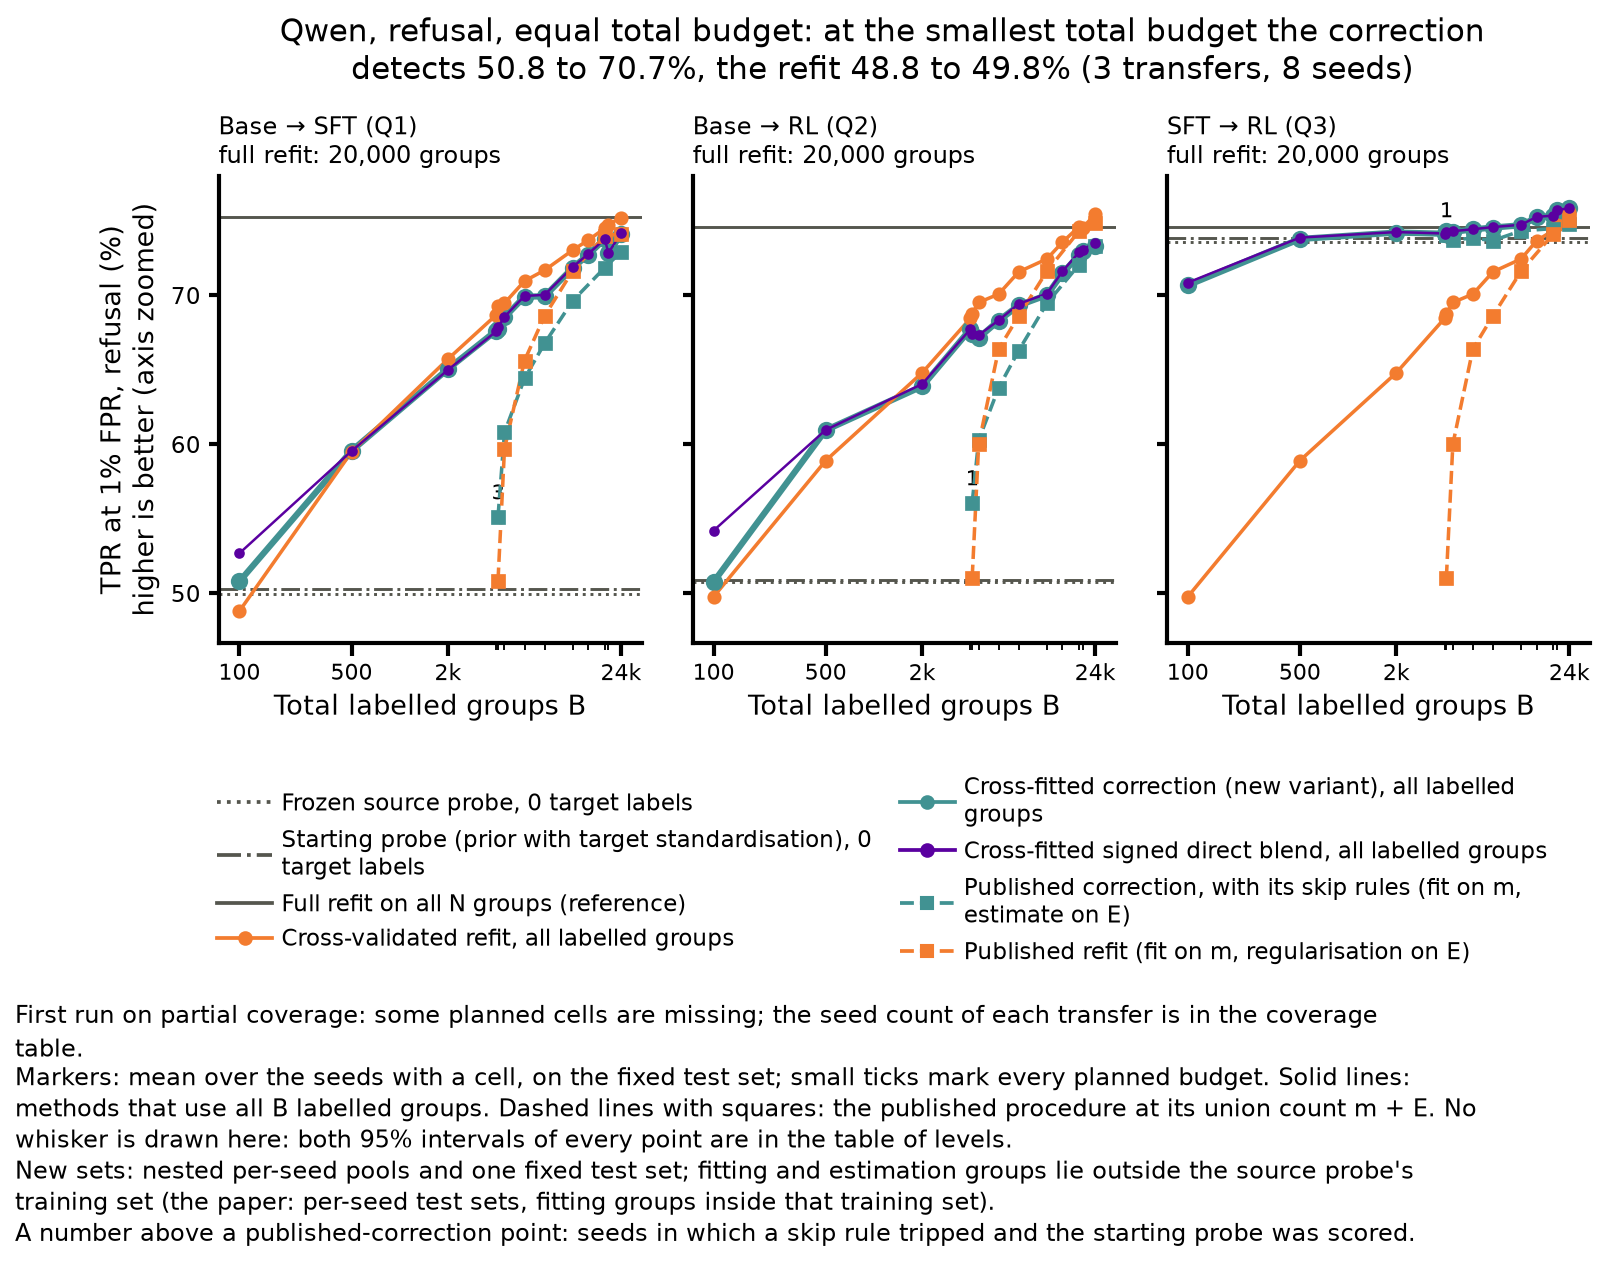 Qwen, refusal, equal total budget: at the smallest total budget the correction
detects 50.8 to 70.7%, the refit 48.8 to 49.8% (3 transfers, 8 seeds)
Base → SFT (Q1)
full refit: 20,000 groups
Base → RL (Q2)
full refit: 20,000 groups
SFT → RL (Q3)
full refit: 20,000 groups
TPR at 1% FPR, refusal (%)
higher is better (axis zoomed)
70
60
50
3
1
1
100 500 2k 24k
100 500 2k 24k
100 500 2k 24k
Total labelled groups B
Total labelled groups B
Total labelled groups B
Frozen source probe, 0 target labels
Starting probe (prior with target standardisation), 0
target labels
Full refit on all N groups (reference)
Cross-validated refit, all labelled groups
Cross-fitted correction (new variant), all labelled
groups
Cross-fitted signed direct blend, all labelled groups
Published correction, with its skip rules (fit on m,
estimate on E)
Published refit (fit on m, regularisation on E)
First run on partial coverage: some planned cells are missing; the seed count of each transfer is in the coverage
table.
Markers: mean over the seeds with a cell, on the fixed test set; small ticks mark every planned budget. Solid lines:
methods that use all B labelled groups. Dashed lines with squares: the published procedure at its union count m + E. No
whisker is drawn here: both 95% intervals of every point are in the table of levels.
New sets: nested per-seed pools and one fixed test set; fitting and estimation groups lie outside the source probe's
training set (the paper: per-seed test sets, fitting groups inside that training set).
A number above a published-correction point: seeds in which a skip rule tripped and the starting probe was scored.